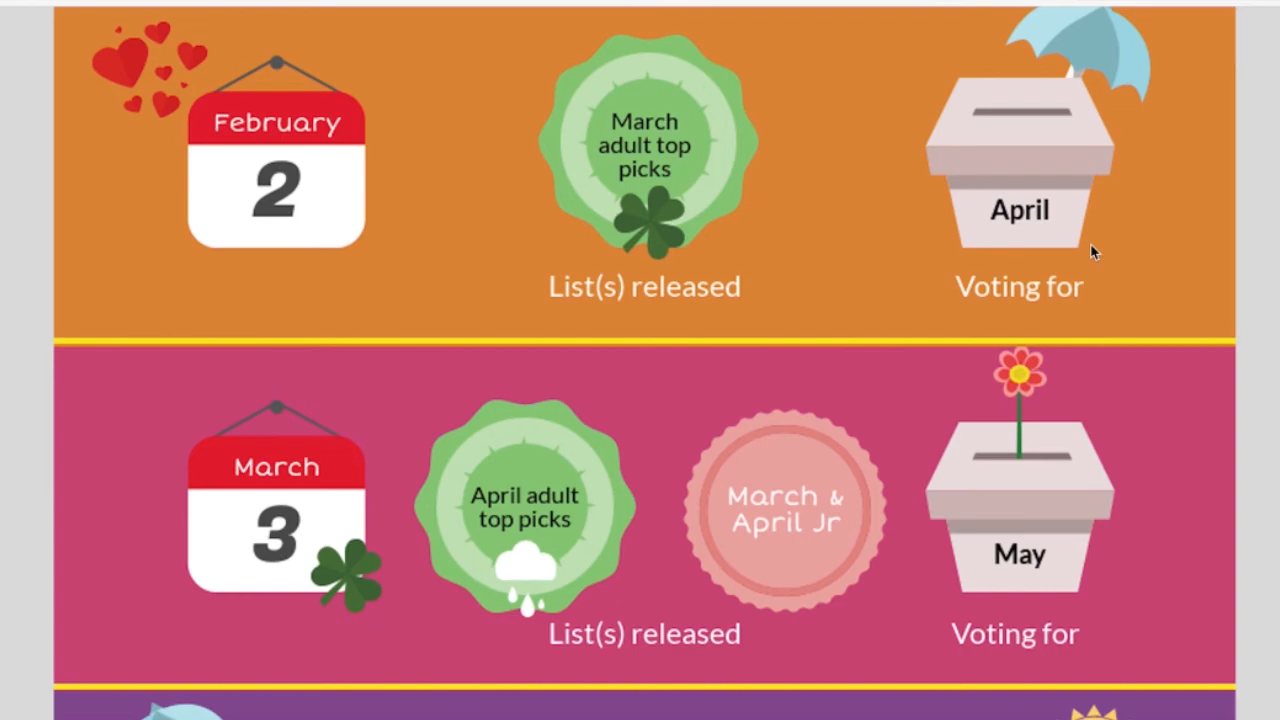 February
2
March
adult top
picks
April
List(s) released
Voting for
March
3
April adult
top picks
March &
April Jr
May
List(s) released
Voting for